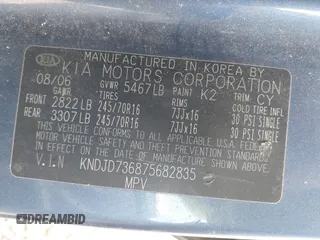 MANUFACTURED IN KOREA BY
KIA KIA MOTORS CORPORATION
08/06 GVWR 5467LB PAINT K2 TRIM CY
GAWR TIRES RIMS COLD TIRE INFL
FRONT 2822LB 245/70R16 7JJx16 30 PSI SINGLE
REAR 3307LB 245/70R16 7JJx16 30 PSI SINGLE
THIS VEHICLE CONFORMS TO ALL APPLICABLE
U.S. FEDERAL MOTOR VEHICLE SAFETY AND
THEFT PREVENTION STANDARDS IN EFFECT ON
THE DATE OF MANUFACTURE SHOWN ABOVE.
V.I.N KNDJD736875682835
MPV
DREAMBID